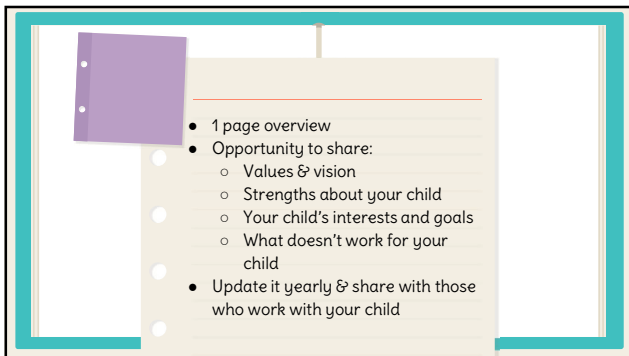 ● 1 page overview
● Opportunity to share:
○ Values & vision
○ Strengths about your child
○ Your child's interests and goals
○ What doesn't work for your
child
● Update it yearly & share with those
who work with your child